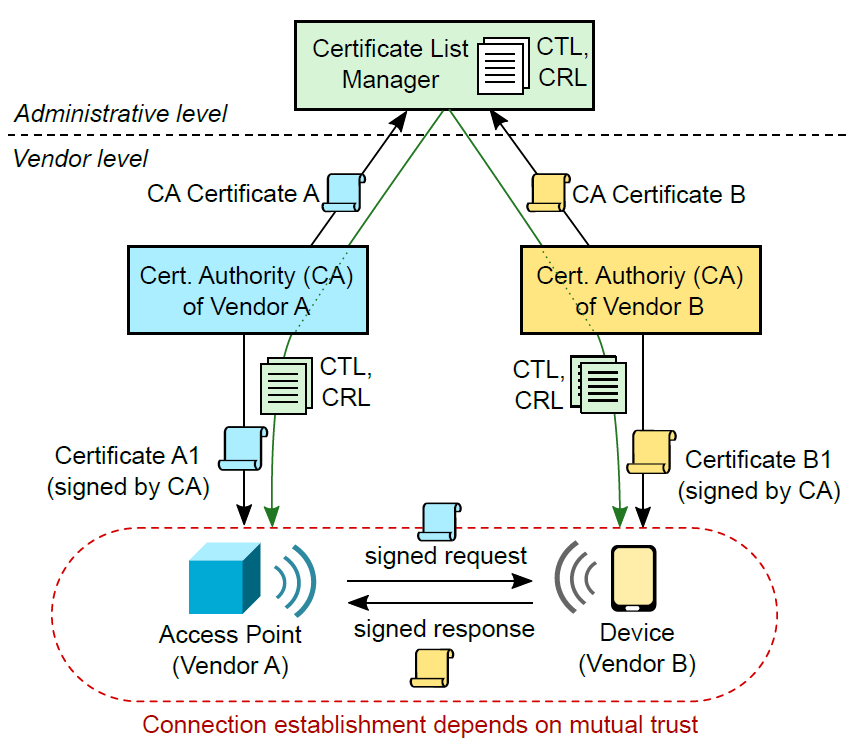 Certificate List
Manager
CTL,
CRL
Administrative level
Vendor level
CA Certificate A
CA Certificate B
Cert. Authority (CA)
of Vendor A
Cert. Authoriy (CA)
of Vendor B
CTL,
CRL
CTL,
CRL
Certificate A1
(signed by CA)
Certificate B1
(signed by CA)
signed request
signed response
Access Point
(Vendor A)
Device
(Vendor B)
Connection establishment depends on mutual trust